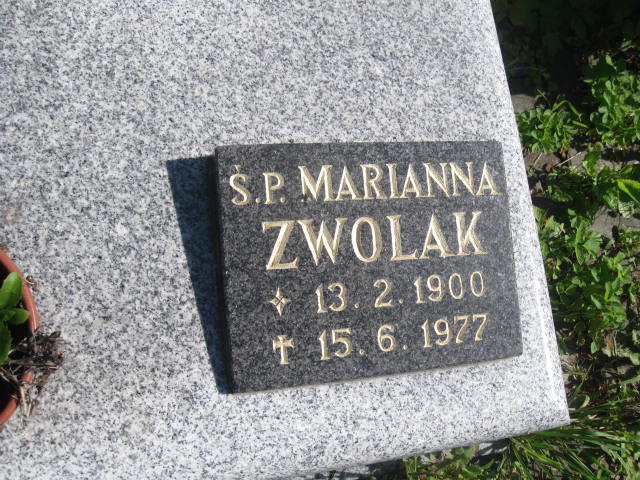 Ś.P. MARIANNA
ZWOLAK
✧ 13. 2. 1900
✝ 15. 6. 1977